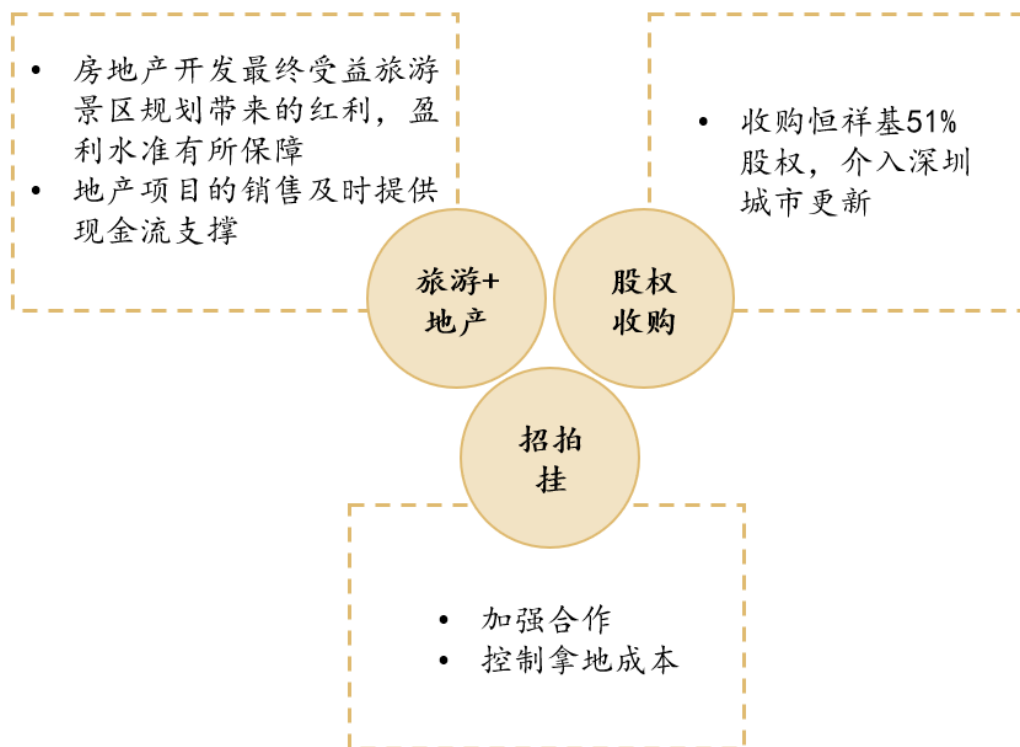 • 房地产开发最终受益旅游
景区规划带来的红利，盈
利水准有所保障
• 地产项目的销售及时提供
现金流支撑
• 收购恒祥基51%
股权，介入深圳
城市更新
旅游+
地产
股权
收购
招拍
挂
• 加强合作
• 控制拿地成本